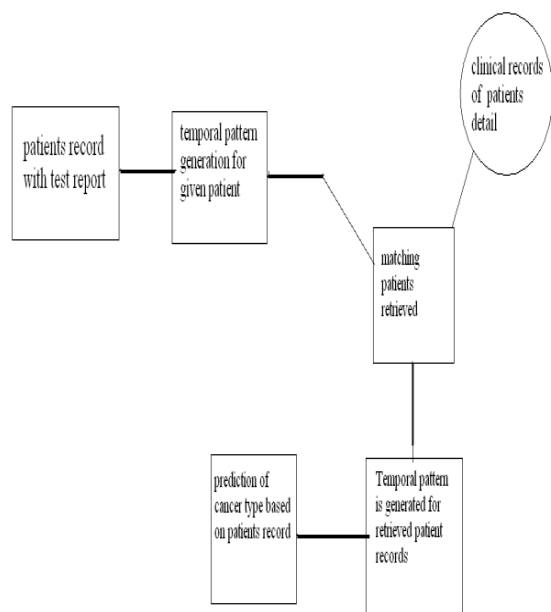 patients record
with test report
temporal pattern
generation for
given patient
clinical records
of patients
detail
matching
patients
retrieved
Temporal pattern
is generated for
retrieved patient
records
prediction of
cancer type based
on patients record